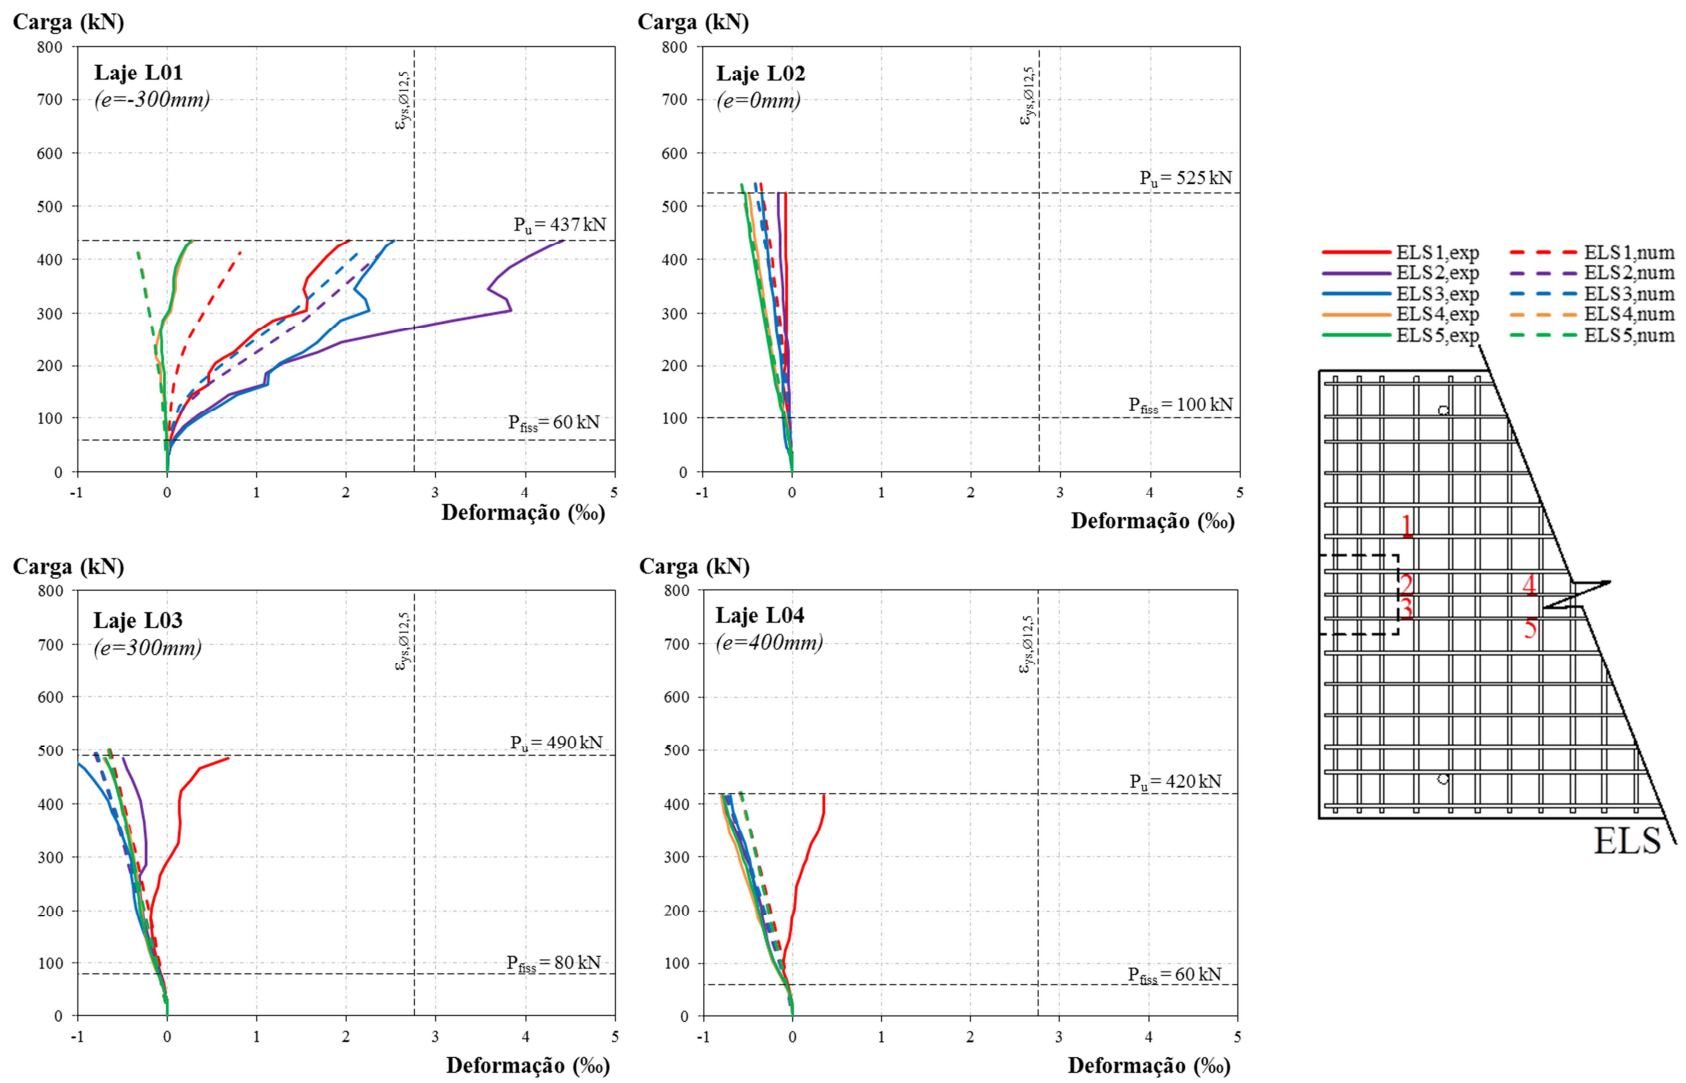 Carga (kN)
800
700
600
500
400
300
200
100
0
-1 0 1 2 3 4 5
Laje L01
(e=-300mm)
εys,Ø12,5
Pu = 437 kN
Pfiss= 60 kN
Deformação (‰)
Carga (kN)
800
700
600
500
400
300
200
100
0
-1 0 1 2 3 4 5
Laje L02
(e=0mm)
εys,Ø12,5
Pu = 525 kN
Pfiss = 100 kN
Deformação (‰)
Carga (kN)
800
700
600
500
400
300
200
100
0
-1 0 1 2 3 4 5
Laje L03
(e=300mm)
εys,Ø12,5
Pu = 490 kN
Pfiss = 80 kN
Deformação (‰)
Carga (kN)
800
700
600
500
400
300
200
100
0
-1 0 1 2 3 4 5
Laje L04
(e=400mm)
εys,Ø12,5
Pu = 420 kN
Pfiss = 60 kN
Deformação (‰)
ELS1,exp ELS1,num
ELS2,exp ELS2,num
ELS3,exp ELS3,num
ELS4,exp ELS4,num
ELS5,exp ELS5,num
1
2 4
3
5
ELS